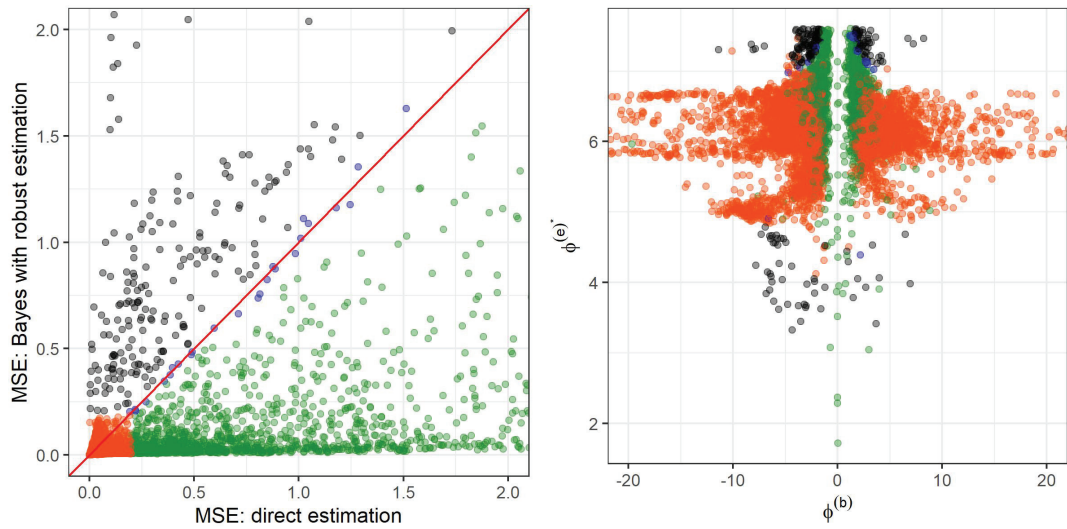 MSE: Bayes with robust estimation
2.0
1.5
1.0
0.5
0.0
0.0 0.5 1.0 1.5 2.0
MSE: direct estimation
ϕ(e)*
6
4
2
-20 -10 0 10 20
ϕ(b)